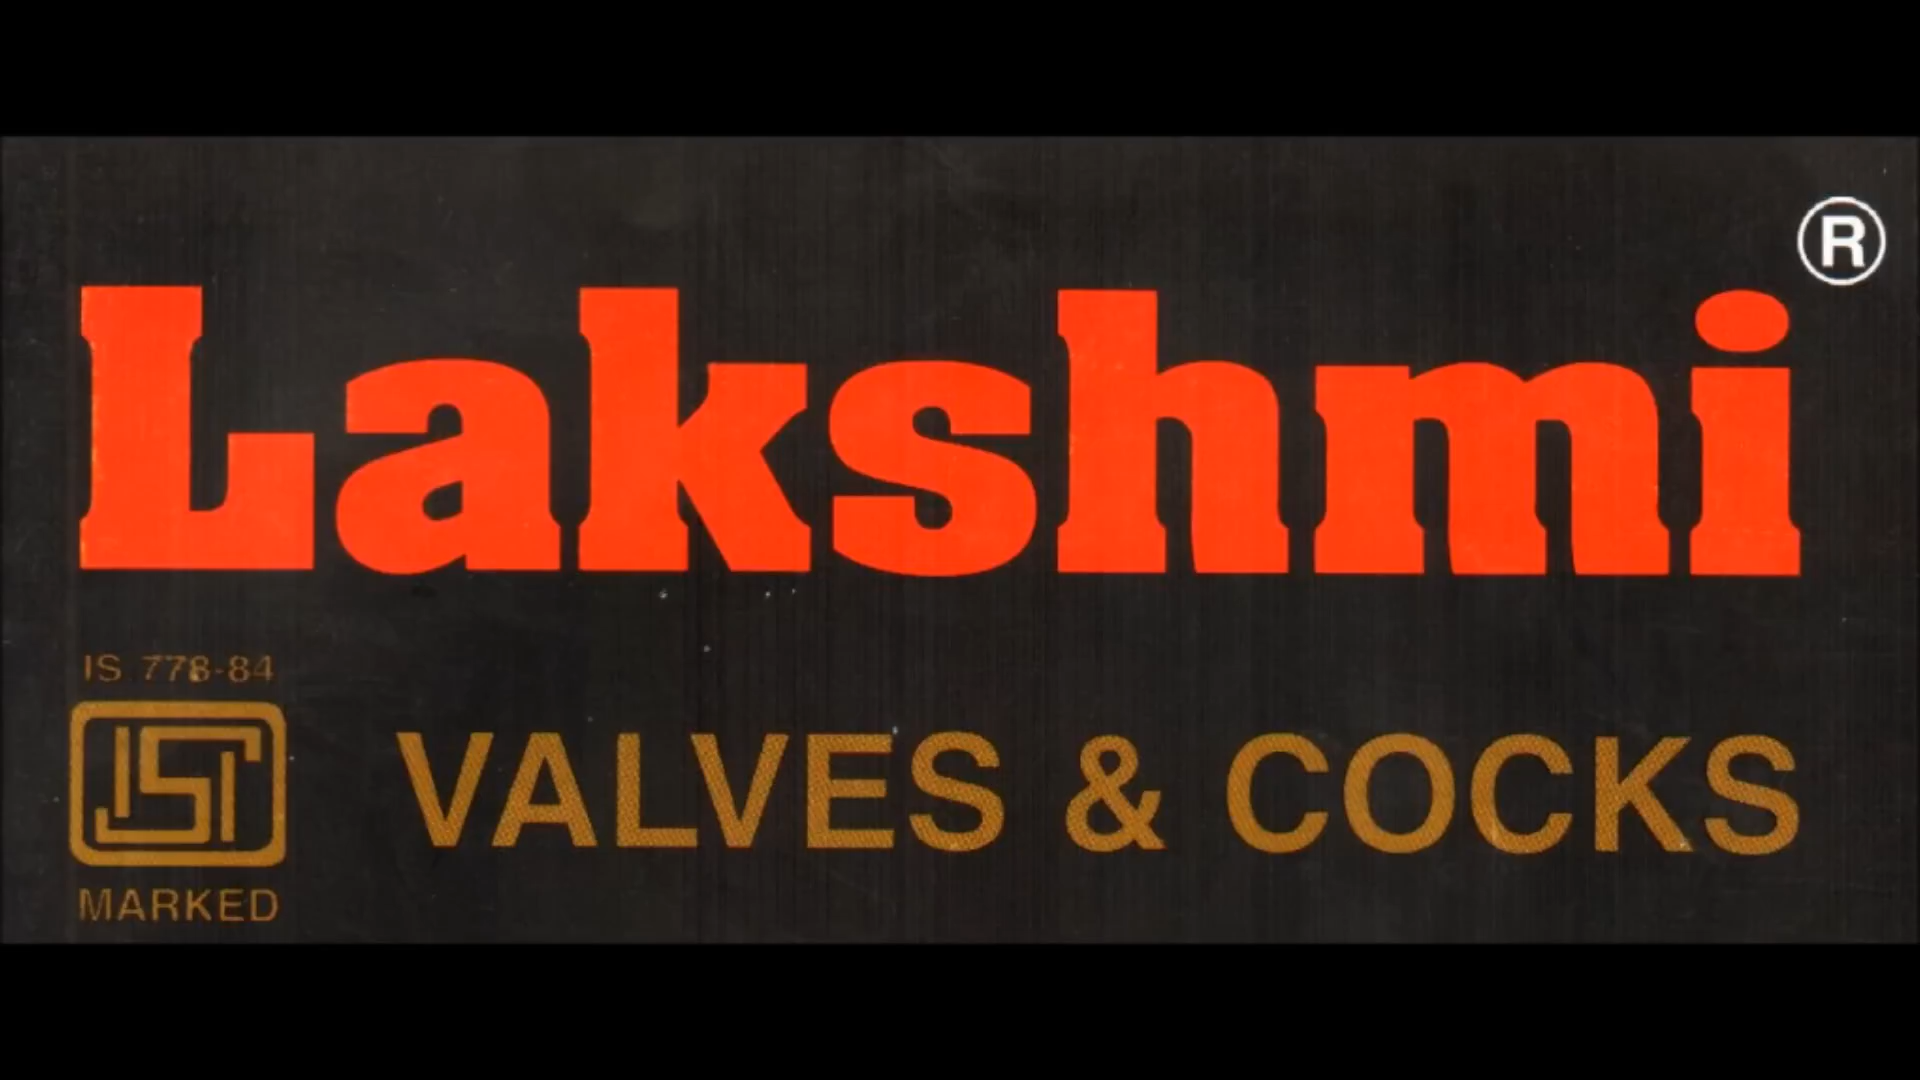 Lakshmi ®
IS 778-84
ISI
VALVES & COCKS
MARKED